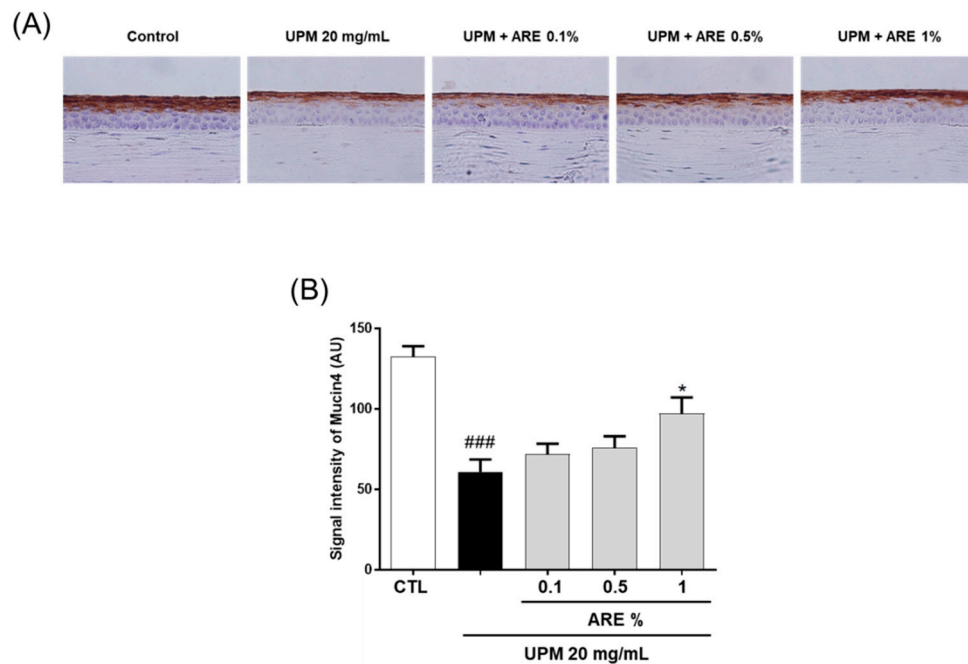 (A)
Control UPM 20 mg/mL UPM + ARE 0.1% UPM + ARE 0.5% UPM + ARE 1%
(B)
Signal intensity of Mucin4 (AU)
150
100
50
0
###
*
CTL 0.1 0.5 1
ARE %
UPM 20 mg/mL